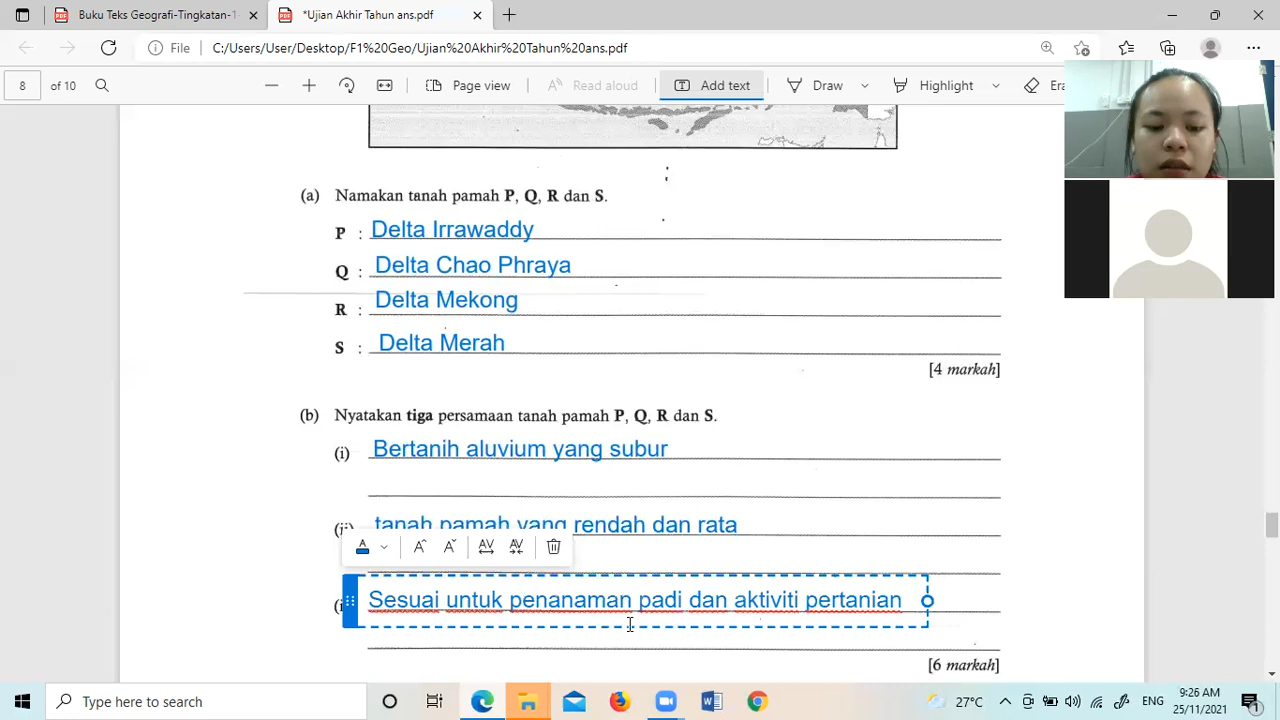 Buku Teks Geografi-Tingkatan-1
*Ujian Akhir Tahun ans.pdf
File
C:/Users/User/Desktop/F1%20Geo/Ujian%20Akhir%20Tahun%20ans.pdf
8 of 10
Page view
Read aloud
Add text
Draw
Highlight
Era
(a) Namakan tanah pamah P, Q, R dan S.
P : Delta Irrawaddy
Q : Delta Chao Phraya
R : Delta Mekong
S : Delta Merah
[4 markah]
(b) Nyatakan tiga persamaan tanah pamah P, Q, R dan S.
(i) Bertanih aluvium yang subur
(ii) tanah pamah yang rendah dan rata
Sesuai untuk penanaman padi dan aktiviti pertanian
[6 markah]
Type here to search
27°C
ENG
9:26 AM
25/11/2021